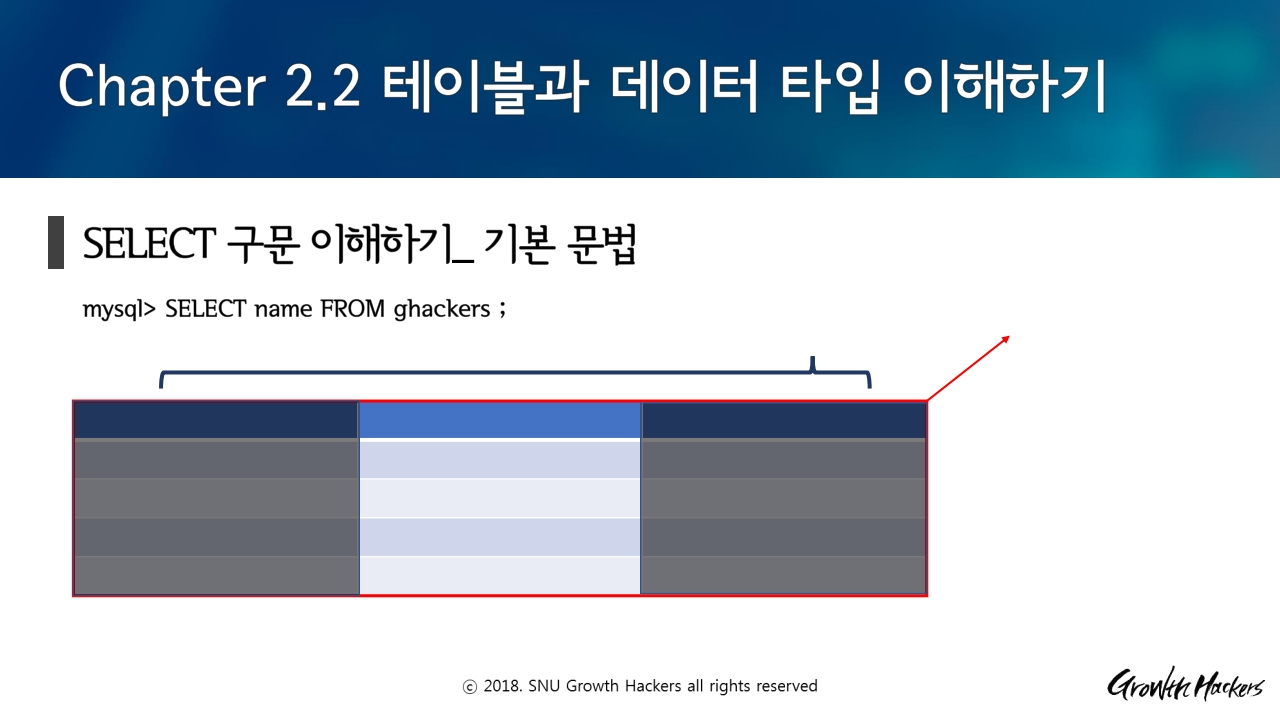 Chapter 2.2 테이블과 데이터 타입 이해하기
SELECT 구문 이해하기_ 기본 문법
mysql> SELECT name FROM ghackers ;
ⓒ 2018. SNU Growth Hackers all rights reserved
Growth Hackers